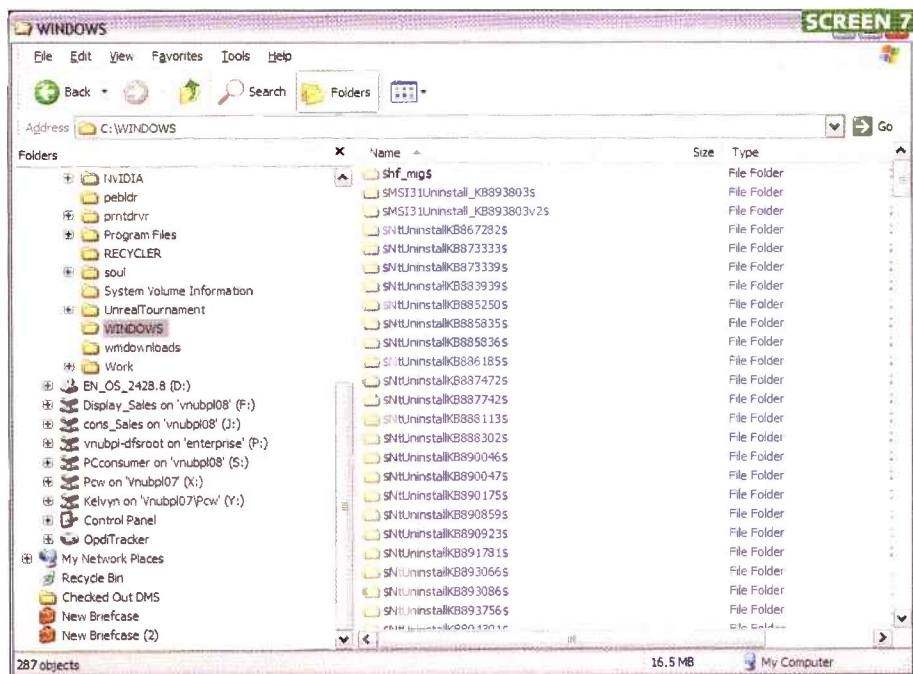 SCREEN 7
WINDOWS
File Edit View Favorites Tools Help
Back Search Folders
Address C:\WINDOWS Go
Folders x
Name Size Type
NVIDIA
pebldr
prntdrvr
Program Files
RECYCLER
soul
System Volume Information
UnrealTournament
WINDOWS
wmdownloads
Work
EN_OS_2428.8 (D:)
Display_Sales on 'vnubpl08' (F:)
cons_Sales on 'vnubpl08' (J:)
vnubpl-dfsroot on 'enterprise' (P:)
PCconsumer on 'vnubpl08' (S:)
Pcw on 'Vnubpl07' (X:)
Kelvyn on 'Vnubpl07\Pcw' (Y:)
Control Panel
OpdiTracker
My Network Places
Recycle Bin
Checked Out DMS
New Briefcase
New Briefcase (2)
$hf_mig$ File Folder
$MSI31Uninstall_KB893803$ File Folder
$MSI31Uninstall_KB893803v2$ File Folder
$NtUninstallKB867282$ File Folder
$NtUninstallKB873333$ File Folder
$NtUninstallKB873339$ File Folder
$NtUninstallKB883939$ File Folder
$NtUninstallKB885250$ File Folder
$NtUninstallKB885835$ File Folder
$NtUninstallKB885836$ File Folder
$NtUninstallKB886185$ File Folder
$NtUninstallKB887472$ File Folder
$NtUninstallKB887742$ File Folder
$NtUninstallKB888113$ File Folder
$NtUninstallKB888302$ File Folder
$NtUninstallKB890046$ File Folder
$NtUninstallKB890047$ File Folder
$NtUninstallKB890175$ File Folder
$NtUninstallKB890859$ File Folder
$NtUninstallKB890923$ File Folder
$NtUninstallKB891781$ File Folder
$NtUninstallKB893066$ File Folder
$NtUninstallKB893086$ File Folder
$NtUninstallKB893756$ File Folder
287 objects 16.5 MB My Computer